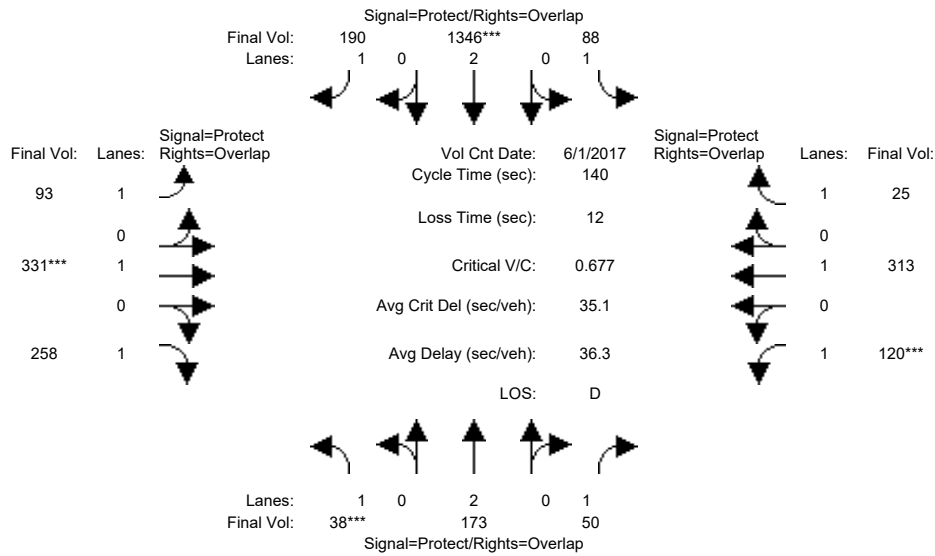 Signal=Protect/Rights=Overlap
Final Vol: 190 1346*** 88
Lanes: 1 0 2 0 1
Signal=Protect
Final Vol: Lanes: Rights=Overlap
Vol Cnt Date: 6/1/2017
Signal=Protect
Rights=Overlap Lanes: Final Vol:
Cycle Time (sec): 140
93 1
1 25
Loss Time (sec): 12
0
0
331*** 1
Critical V/C: 0.677
1 313
0
Avg Crit Del (sec/veh): 35.1
0
258 1
Avg Delay (sec/veh): 36.3
1 120***
LOS: D
Lanes: 1 0 2 0 1
Final Vol: 38*** 173 50
Signal=Protect/Rights=Overlap